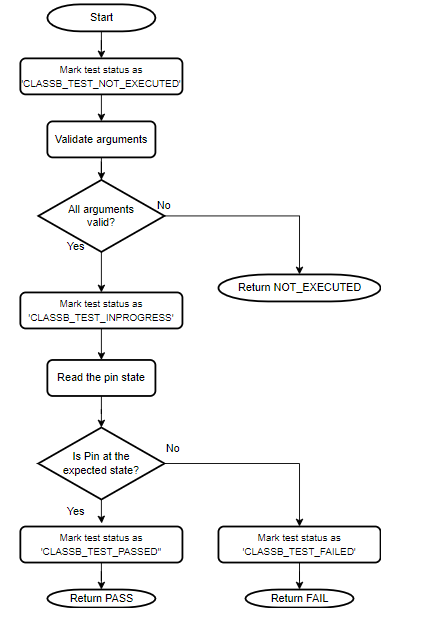 Start
Mark test status as
'CLASSB_TEST_NOT_EXECUTED'
Validate arguments
All arguments
valid?
No
Yes
Return NOT_EXECUTED
Mark test status as
'CLASSB_TEST_INPROGRESS'
Read the pin state
Is Pin at the
expected state?
No
Yes
Mark test status as
'CLASSB_TEST_PASSED"
Mark test status as
'CLASSB_TEST_FAILED'
Return PASS
Return FAIL